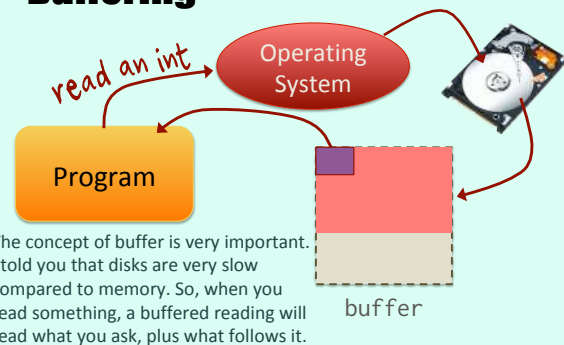 Buffering
read an int
Operating
System
Program
he concept of buffer is very important.
told you that disks are very slow
ompared to memory. So, when you
ead something, a buffered reading will
ead what you ask, plus what follows it.
buffer